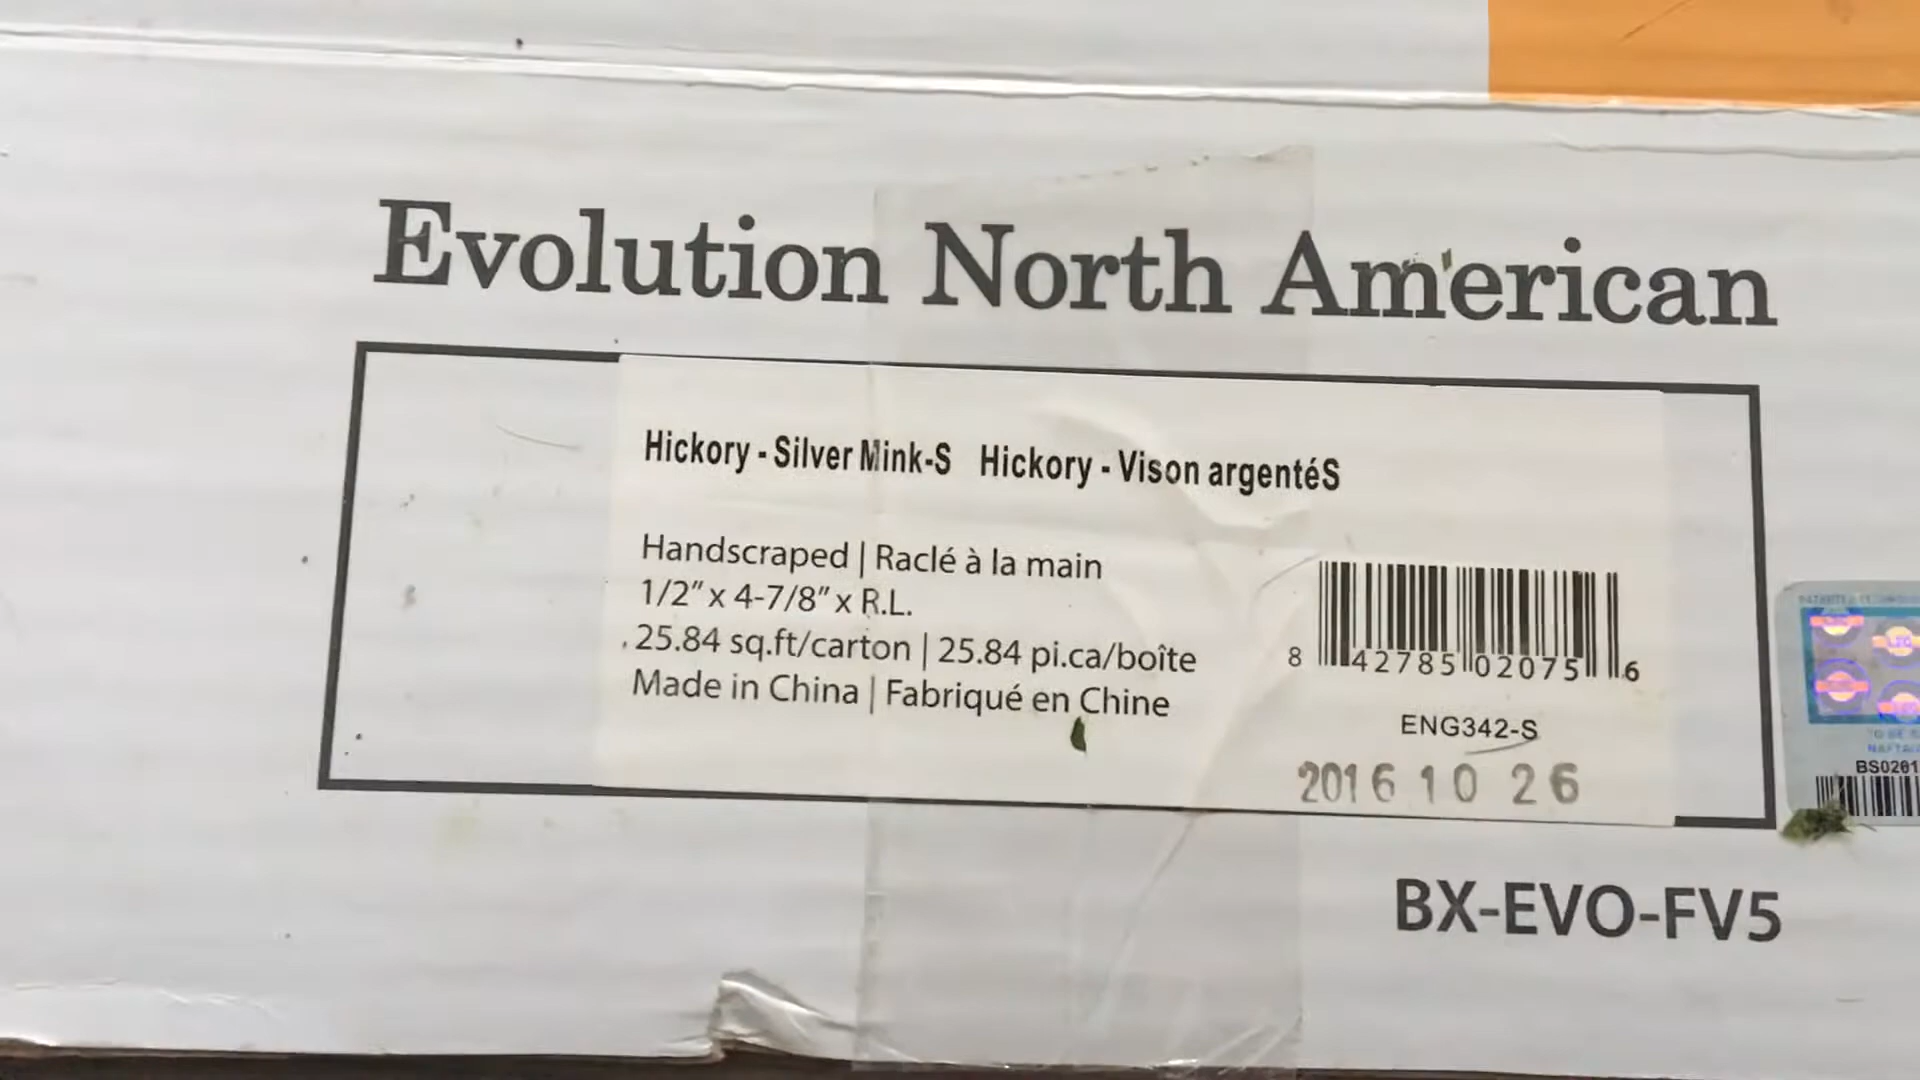 Evolution North American
Hickory - Silver Mink-S Hickory - Vison argentéS
Handscraped | Raclé à la main
1/2" x 4-7/8" x R.L.
25.84 sq.ft/carton | 25.84 pi.ca/boîte
Made in China | Fabriqué en Chine
8 42785 02075 6
ENG342-S
2016 10 26
BS0201
BX-EVO-FV5